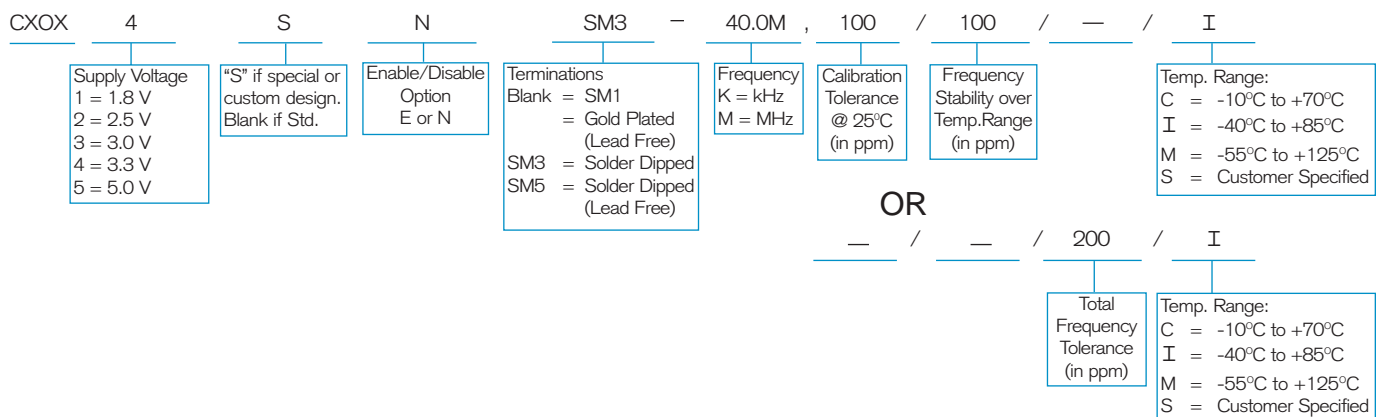 CXOX 4 S N SM3 – 40.0M , 100 / 100 / — / I
Supply Voltage
1 = 1.8 V
2 = 2.5 V
3 = 3.0 V
4 = 3.3 V
5 = 5.0 V
“S” if special or
custom design.
Blank if Std.
Enable/Disable
Option
E or N
Terminations
Blank = SM1
= Gold Plated
(Lead Free)
SM3 = Solder Dipped
SM5 = Solder Dipped
(Lead Free)
Frequency
K = kHz
M = MHz
Calibration
Tolerance
@ 25°C
(in ppm)
Frequency
Stability over
Temp.Range
(in ppm)
Temp. Range:
C = -10°C to +70°C
I = -40°C to +85°C
M = -55°C to +125°C
S = Customer Specified
OR
— / — / 200 / I
Total
Frequency
Tolerance
(in ppm)
Temp. Range:
C = -10°C to +70°C
I = -40°C to +85°C
M = -55°C to +125°C
S = Customer Specified